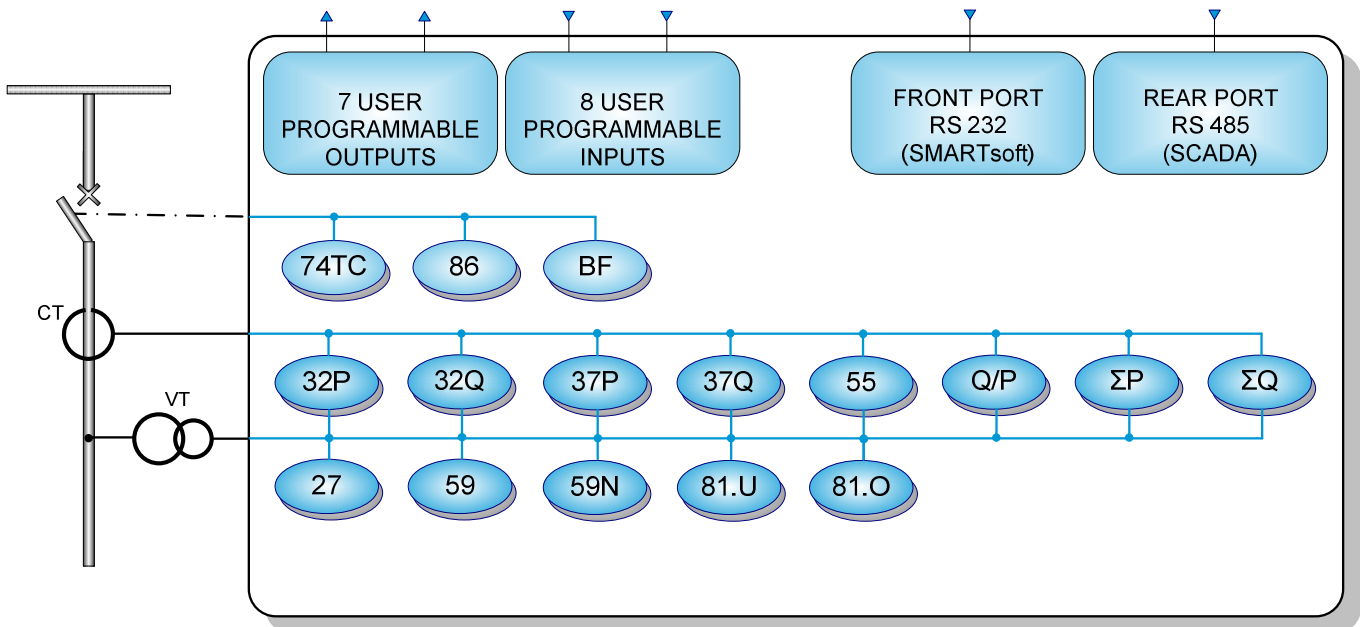 7 USER
PROGRAMMABLE
OUTPUTS
8 USER
PROGRAMMABLE
INPUTS
FRONT PORT
RS 232
(SMARTsoft)
REAR PORT
RS 485
(SCADA)
74TC
86
BF
CT
32P
32Q
37P
37Q
55
Q/P
ΣP
ΣQ
VT
27
59
59N
81.U
81.O